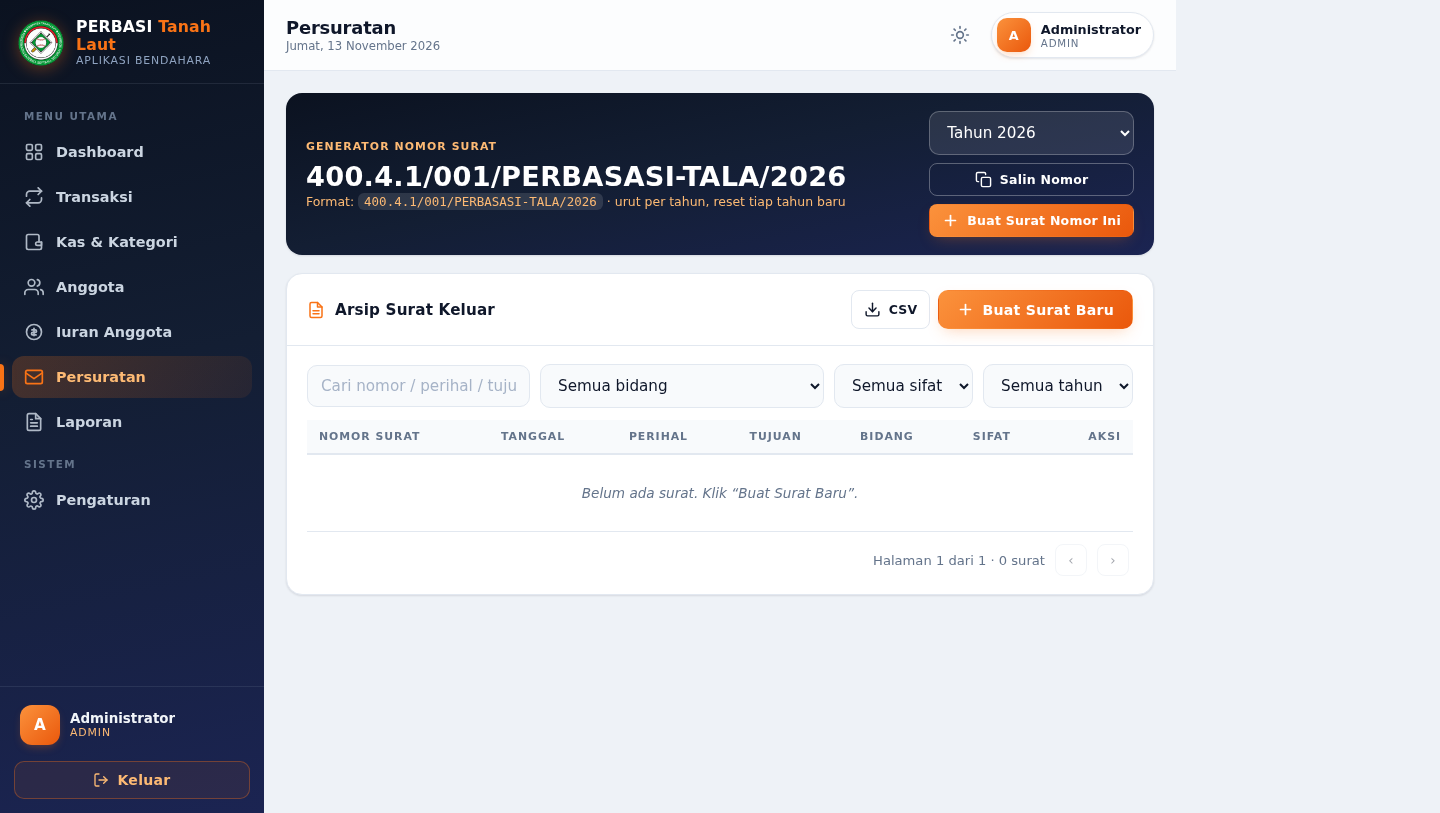 PERBASI Tanah
Laut
APLIKASI BENDAHARA
MENU UTAMA
Dashboard
Transaksi
Kas & Kategori
Anggota
Iuran Anggota
Persuratan
Laporan
SISTEM
Pengaturan
A
Administrator
ADMIN
Keluar
Persuratan
Jumat, 13 November 2026
A
Administrator
ADMIN
GENERATOR NOMOR SURAT
400.4.1/001/PERBASASI-TALA/2026
Format: 400.4.1/001/PERBASASI-TALA/2026 · urut per tahun, reset tiap tahun baru
Tahun 2026
Salin Nomor
Buat Surat Nomor Ini
Arsip Surat Keluar
CSV
Buat Surat Baru
Cari nomor / perihal / tuju
Semua bidang
Semua sifat
Semua tahun
NOMOR SURAT TANGGAL PERIHAL TUJUAN BIDANG SIFAT AKSI
Belum ada surat. Klik “Buat Surat Baru”.
Halaman 1 dari 1 · 0 surat ‹ ›